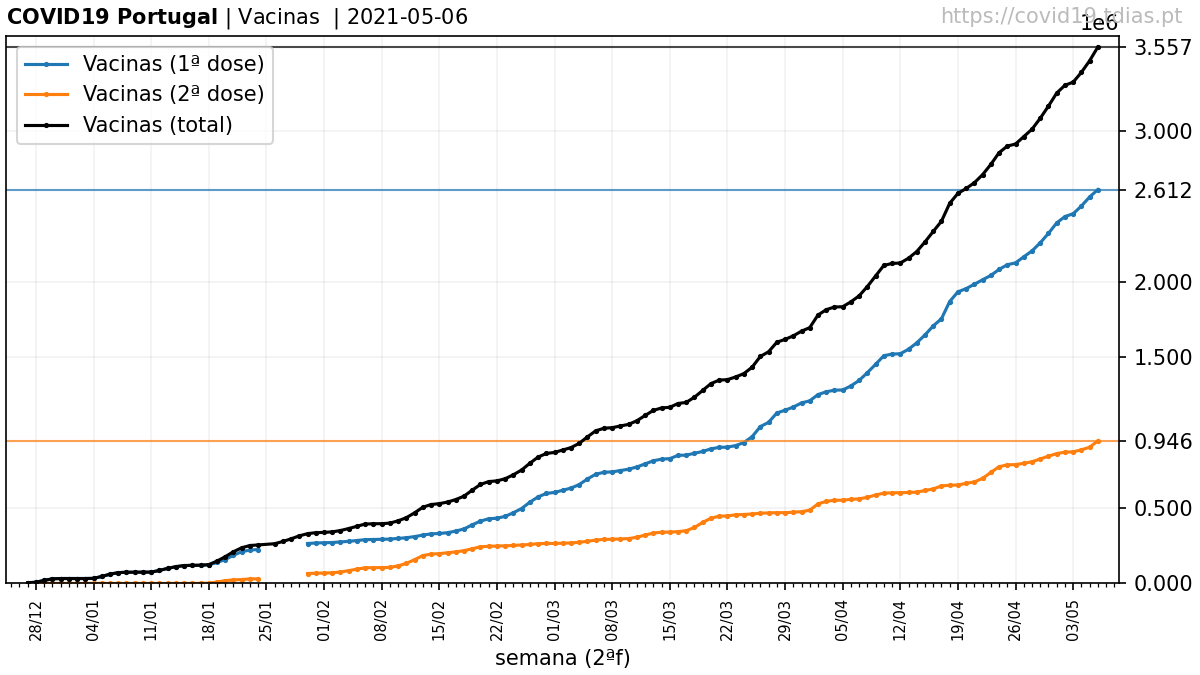 COVID19 Portugal | Vacinas | 2021-05-06
https://covid19.tdias.pt
1e6
Vacinas (1ª dose)
Vacinas (2ª dose)
Vacinas (total)
3.557
3.000
2.612
2.000
1.500
0.946
0.500
0.000
28/12 04/01 11/01 18/01 25/01 01/02 08/02 15/02 22/02 01/03 08/03 15/03 22/03 29/03 05/04 12/04 19/04 26/04 03/05
semana (2ªf)